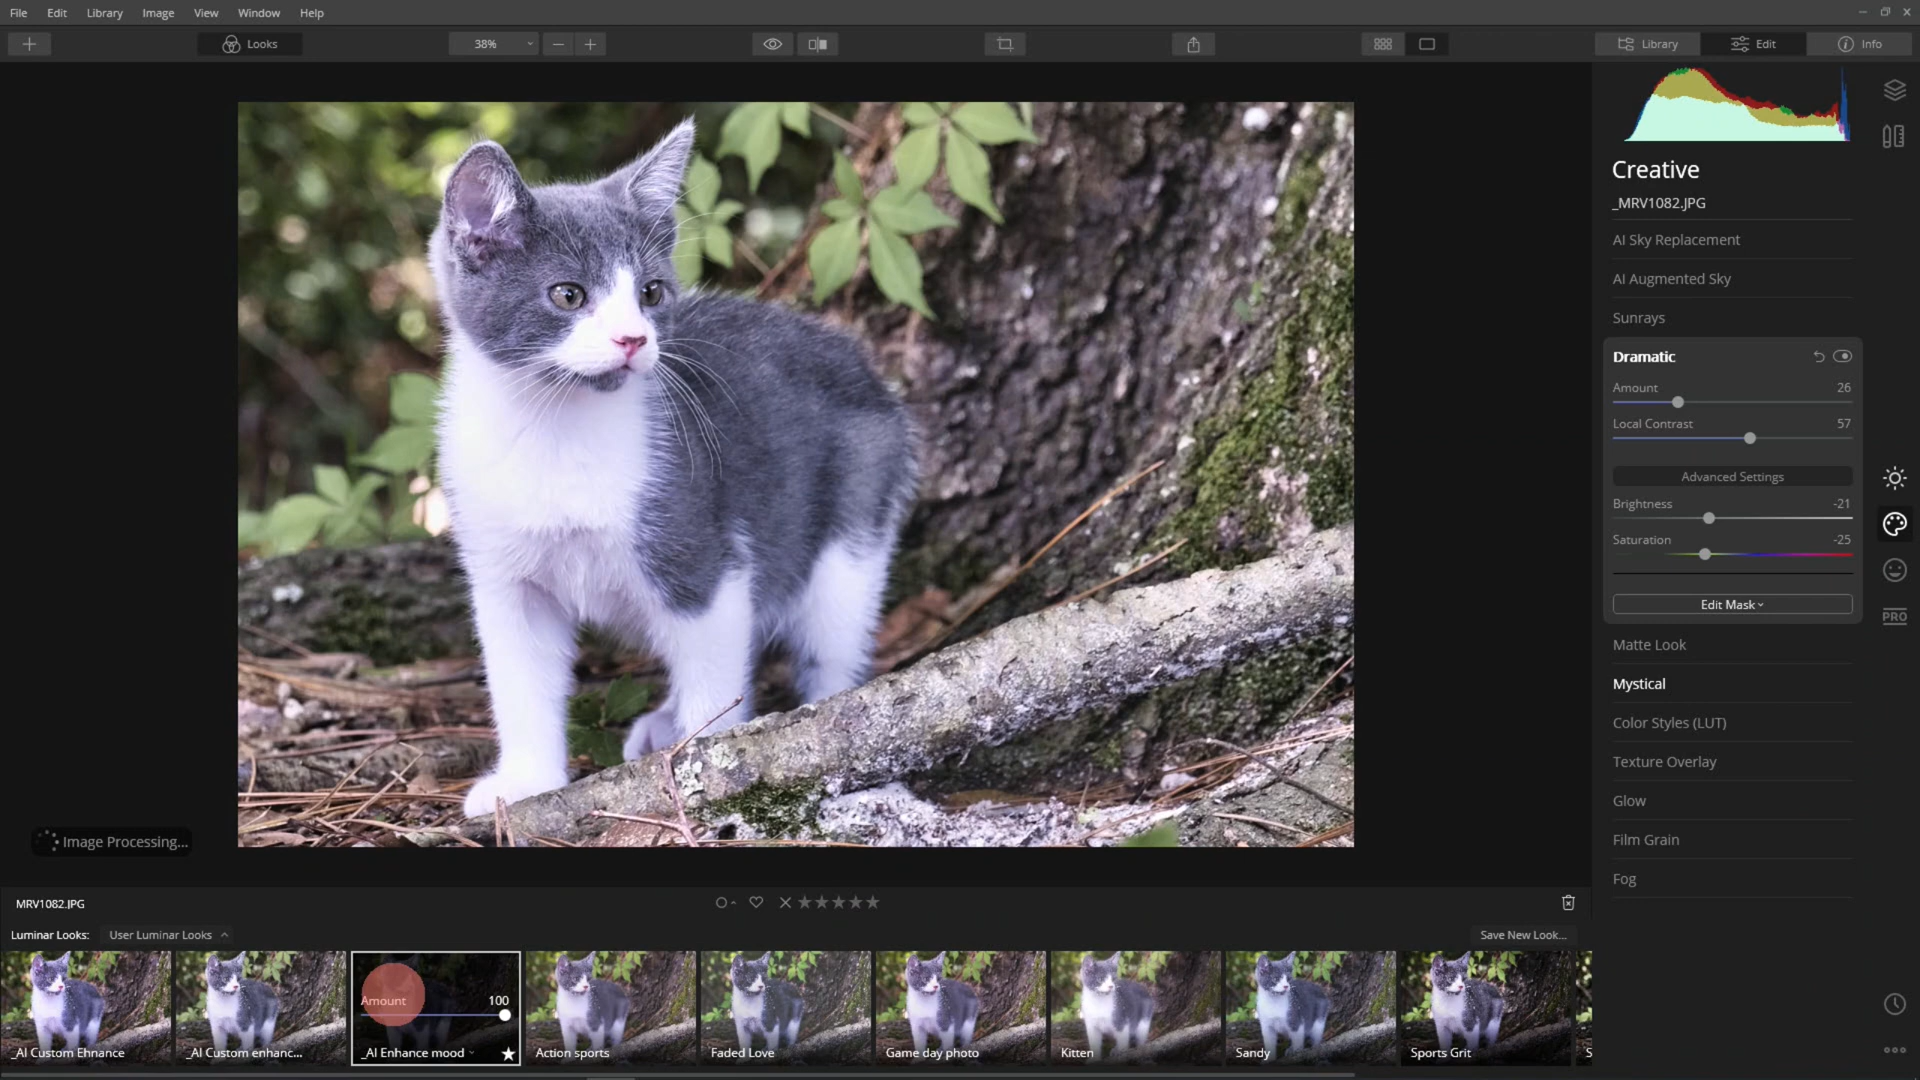 File Edit Library Image View Window Help
Looks 38% Library Edit Info
Creative
_MRV1082.JPG
AI Sky Replacement
AI Augmented Sky
Sunrays
Dramatic
Amount 26
Local Contrast 57
Advanced Settings
Brightness -21
Saturation -25
Edit Mask
PRO
Matte Look
Mystical
Color Styles (LUT)
Texture Overlay
Glow
Film Grain
Fog
Image Processing...
MRV1082.JPG
Luminar Looks: User Luminar Looks Save New Look...
Amount 100
_AI Custom Ehnance _AI Custom enhanc... _AI Enhance mood Action sports Faded Love Game day photo Kitten Sandy Sports Grit S